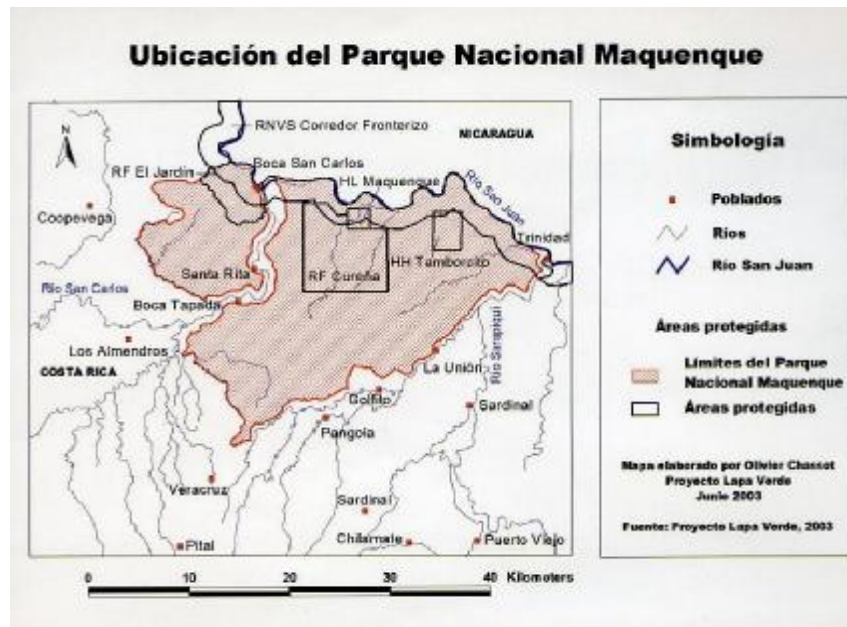 Ubicación del Parque Nacional Maquenque
N
RNVS Corredor Fronterizo
NICARAGUA
Boca San Carlos
RF El Jardín
HL Maquenque
Río San Juan
Coopevega
Trinidad
Santa Rita
RF Cureña
HH Tamborcito
Río San Carlos
Boca Tapada
Río Sarapiquí
Los Almendros
La Unión
COSTA RICA
Golfito
Sardinal
Pangola
Veracruz
Sardinal
Pital
Chilamate
Puerto Viejo
0 10 20 30 40 Kilometers
Simbología
Poblados
Ríos
Río San Juan
Áreas protegidas
Límites del Parque
Nacional Maquenque
Áreas protegidas
Mapa elaborado por Olivier Chassot
Proyecto Lapa Verde
Junio 2003
Fuente: Proyecto Lapa Verde, 2003